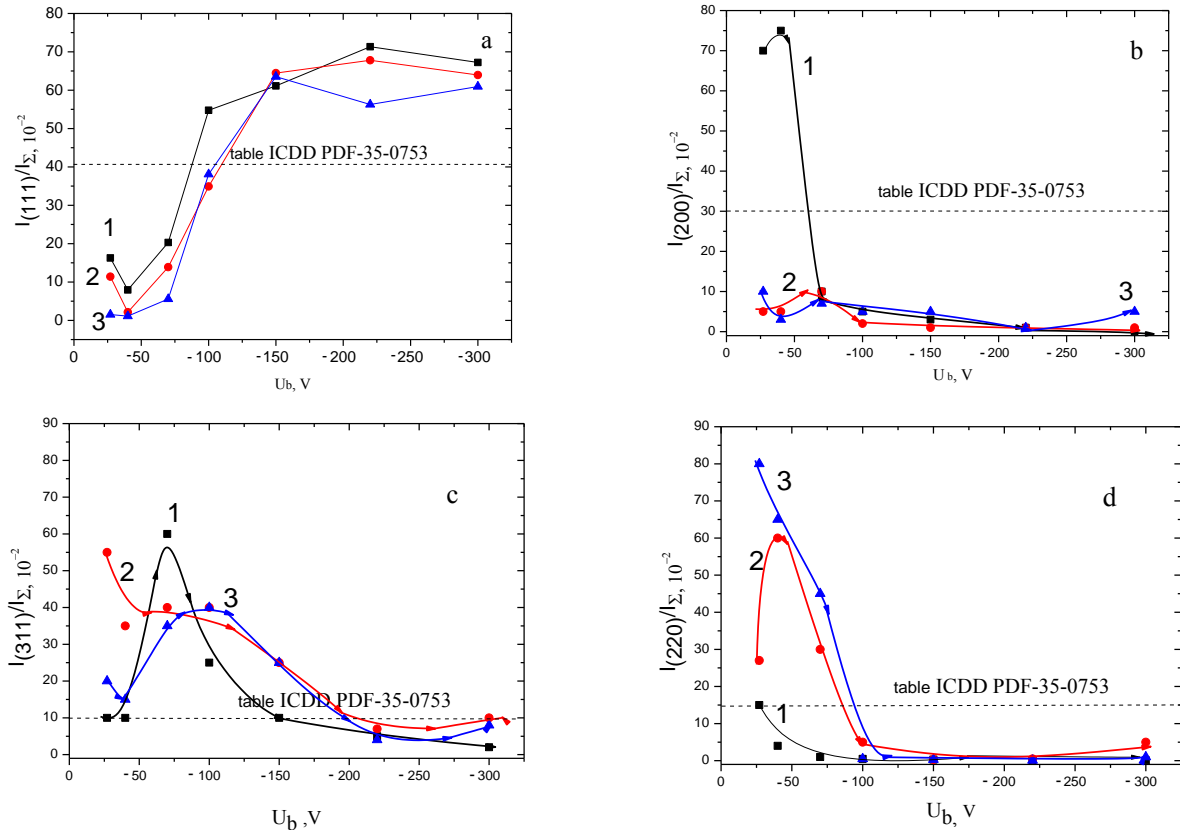 a
90
80
70
60
50
40
30
20
10
0
I(111)/IΣ, 10⁻²
table ICDD PDF-35-0753
1
2
3
0 -50 -100 -150 -200 -250 -300
Ub, V
b
80
70
60
50
40
30
20
10
0
I(200)/IΣ, 10⁻²
1
table ICDD PDF-35-0753
2
3
0 - 50 -100 -150 - 200 - 250 - 300
U b, V
c
90
80
70
60
50
40
30
20
10
0
I(311)/IΣ, 10⁻²
1
2
3
table ICDD PDF-35-0753
0 -50 -100 -150 -200 -250 -300
Ub ,V
d
90
80
70
60
50
40
30
20
10
0
I(220)/IΣ, 10⁻²
3
2
table ICDD PDF-35-0753
1
0 -50 -100 -150 - 200 - 250 - 300
Ub, V